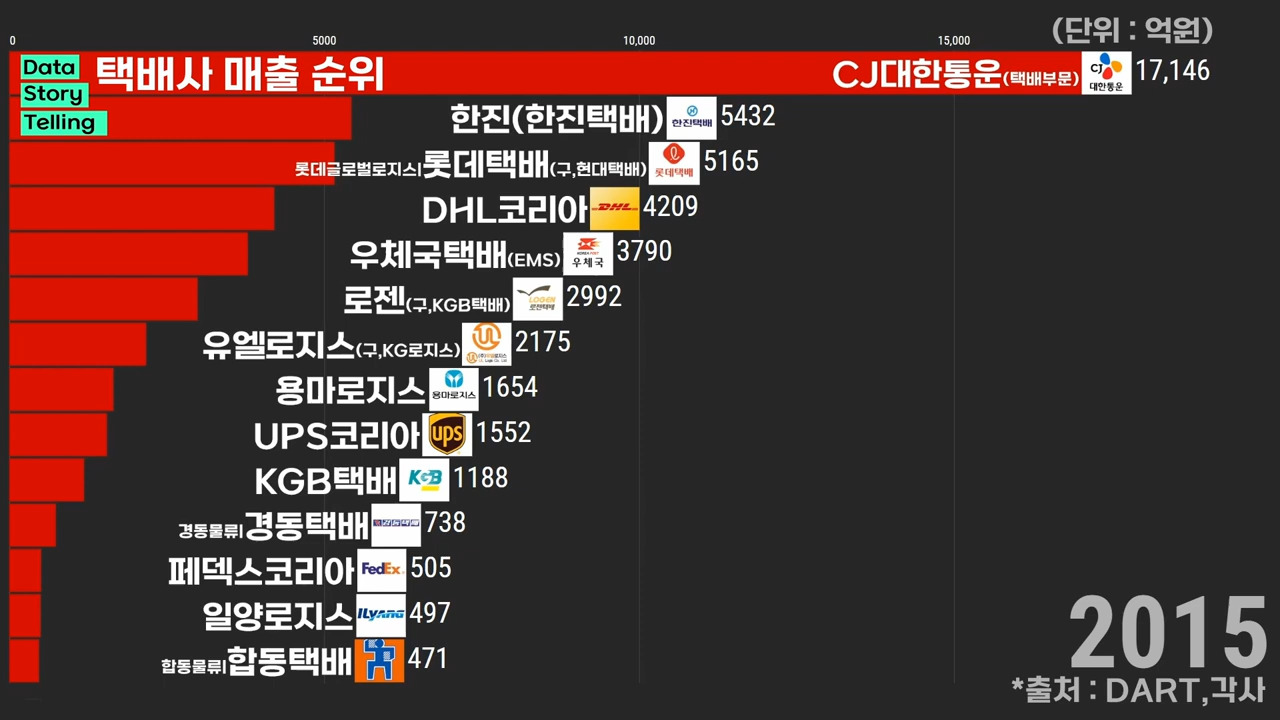 (단위 : 억원)
0 5000 10,000 15,000
Data
Story
Telling
택배사 매출 순위
CJ대한통운(택배부문) CJ 대한통운 17,146
한진(한진택배) 한진택배 5432
롯데글로벌로지스|롯데택배(구,현대택배) 롯데택배 5165
DHL코리아 DHL 4209
우체국택배(EMS) KOREA POST 우체국 3790
로젠(구,KGB택배) LOGEN 로젠택배 2992
유엘로지스(구,KG로지스) 2175
용마로지스 용마로지스 1654
UPS코리아 ups 1552
KGB택배 KGB 1188
경동물류|경동택배 경동택배 738
페덱스코리아 FedEx 505
일양로지스 ILYANG 497
합동물류|합동택배 471
2015
*출처 : DART,각사